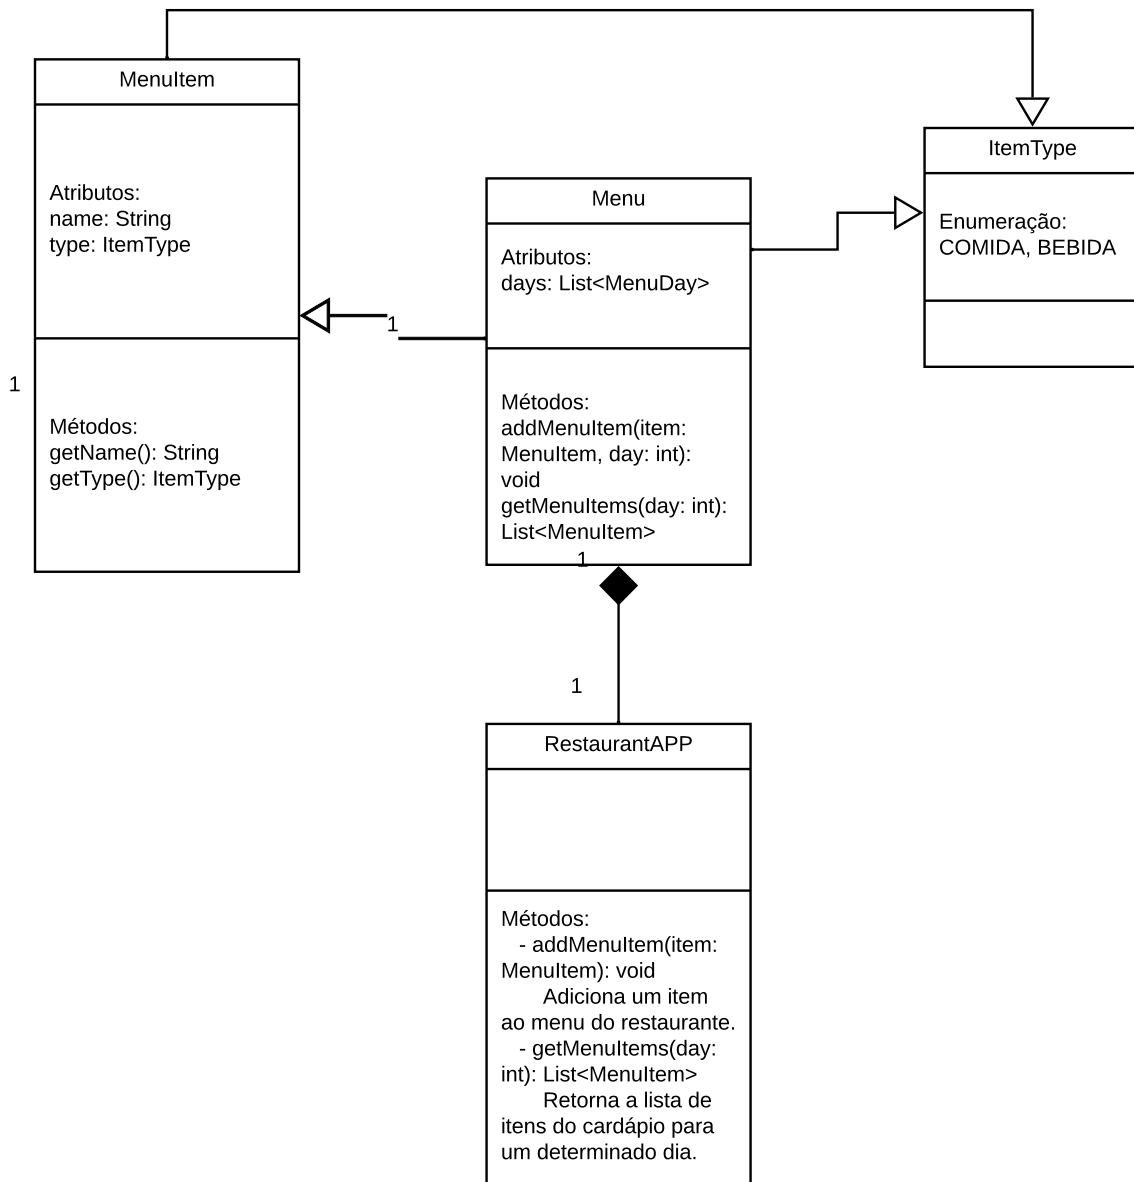 MenuItem
Atributos:
name: String
type: ItemType
Métodos:
getName(): String
getType(): ItemType
1
1
Menu
Atributos:
days: List<MenuDay>
Métodos:
addMenuItem(item:
MenuItem, day: int):
void
getMenuItems(day: int):
List<MenuItem>
1
ItemType
Enumeração:
COMIDA, BEBIDA
1
RestaurantAPP
Métodos:
- addMenuItem(item:
MenuItem): void
Adiciona um item
ao menu do restaurante.
- getMenuItems(day:
int): List<MenuItem>
Retorna a lista de
itens do cardápio para
um determinado dia.